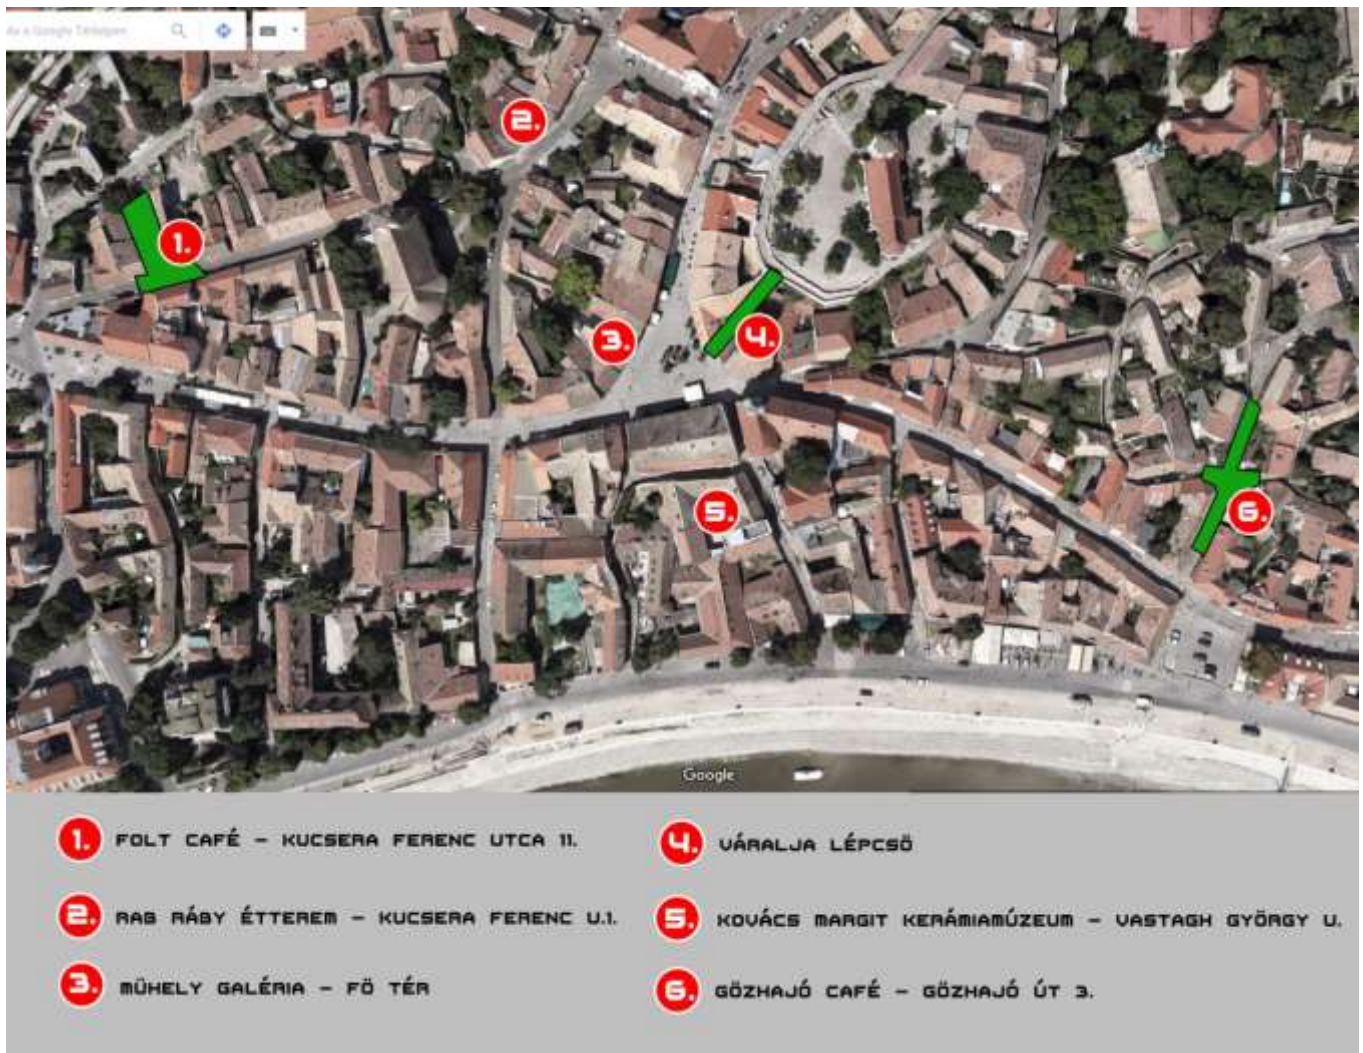 a Google Térképen
1.
2.
3.
4.
5.
6.
Google
1. FOLT CAFÉ – KUCSERA FERENC UTCA 11.
2. RAB RÁBY ÉTTEREM – KUCSERA FERENC U.1.
3. MŰHELY GALÉRIA – FŐ TÉR
4. VÁRALJA LÉPCSŐ
5. KOVÁCS MARGIT KERÁMIAMÚZEUM – VASTAGH GYÖRGY U.
6. GŐZHAJÓ CAFÉ – GŐZHAJÓ ÚT 3.